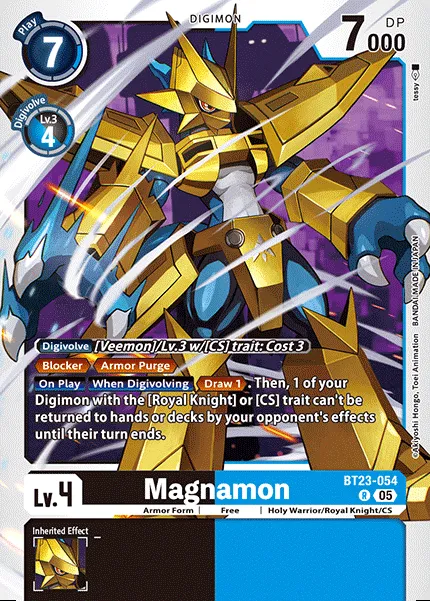 DIGIMON
Play
7
7000
DP
Digivolve
Lv.3
4
tessy
Digivolve [Veemon]/Lv.3 w/[CS] trait: Cost 3
Blocker Armor Purge
On Play When Digivolving Draw 1. Then, 1 of your
Digimon with the [Royal Knight] or [CS] trait can't be
returned to hands or decks by your opponent's effects
until their turn ends.
©Akiyoshi Hongo, Toei Animation BANDAI MADE IN JAPAN
Lv.4
Magnamon
BT23-054
R 05
Armor Form | Free | Holy Warrior/Royal Knight/CS
Inherited Effect
–